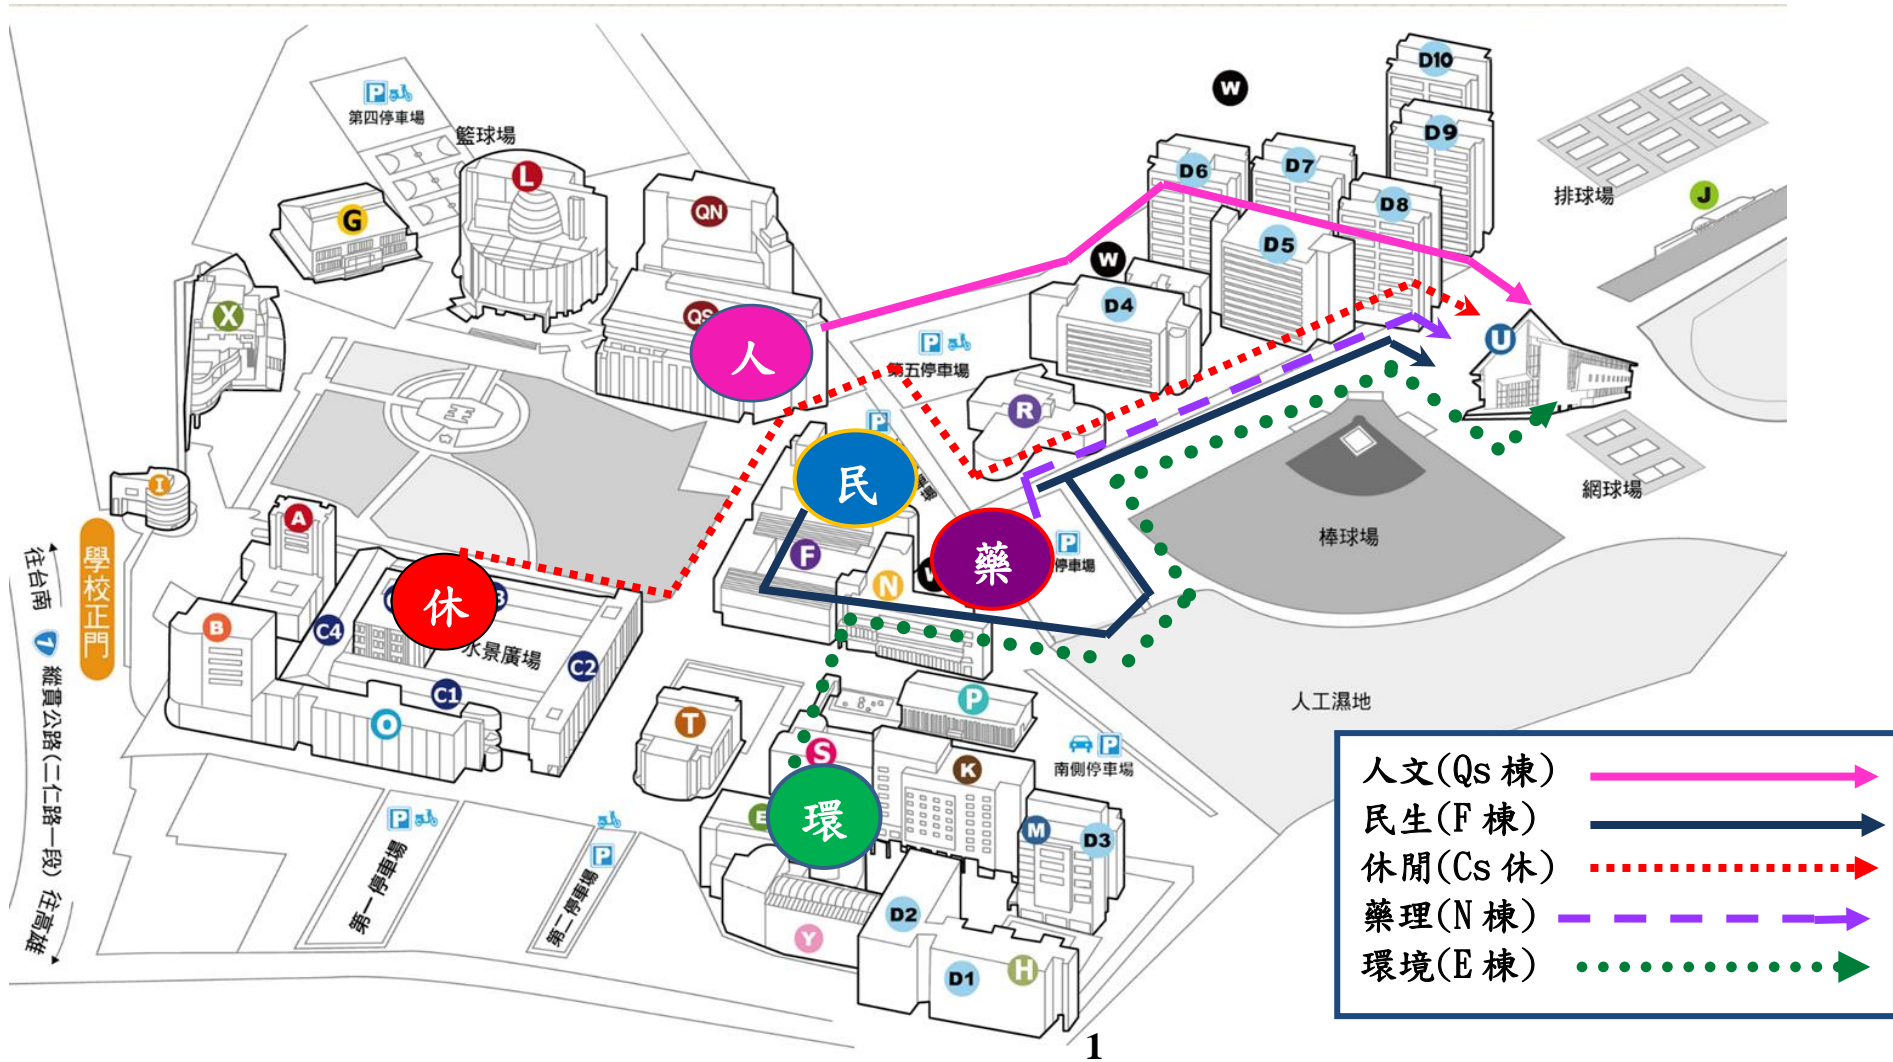 D10
W
第四停車場
籃球場
D9
D6
D7
L
排球場
J
QN
D8
G
D5
W
D4
X
QS
人
第五停車場
U
R
民
I
網球場
A
棒球場
學校正門
往台南
1
縱貫公路(二仁路一段)
往高雄
F
N
藥
停車場
休
3
B
C4
水景廣場
C2
C1
人工濕地
P
O
T
S
K
南側停車場
環
E
M
D3
第一停車場
第二停車場
D2
Y
D1
H
人文(Qs 棟)
民生(F 棟)
休閒(Cs 休)
藥理(N 棟)
環境(E 棟)
1